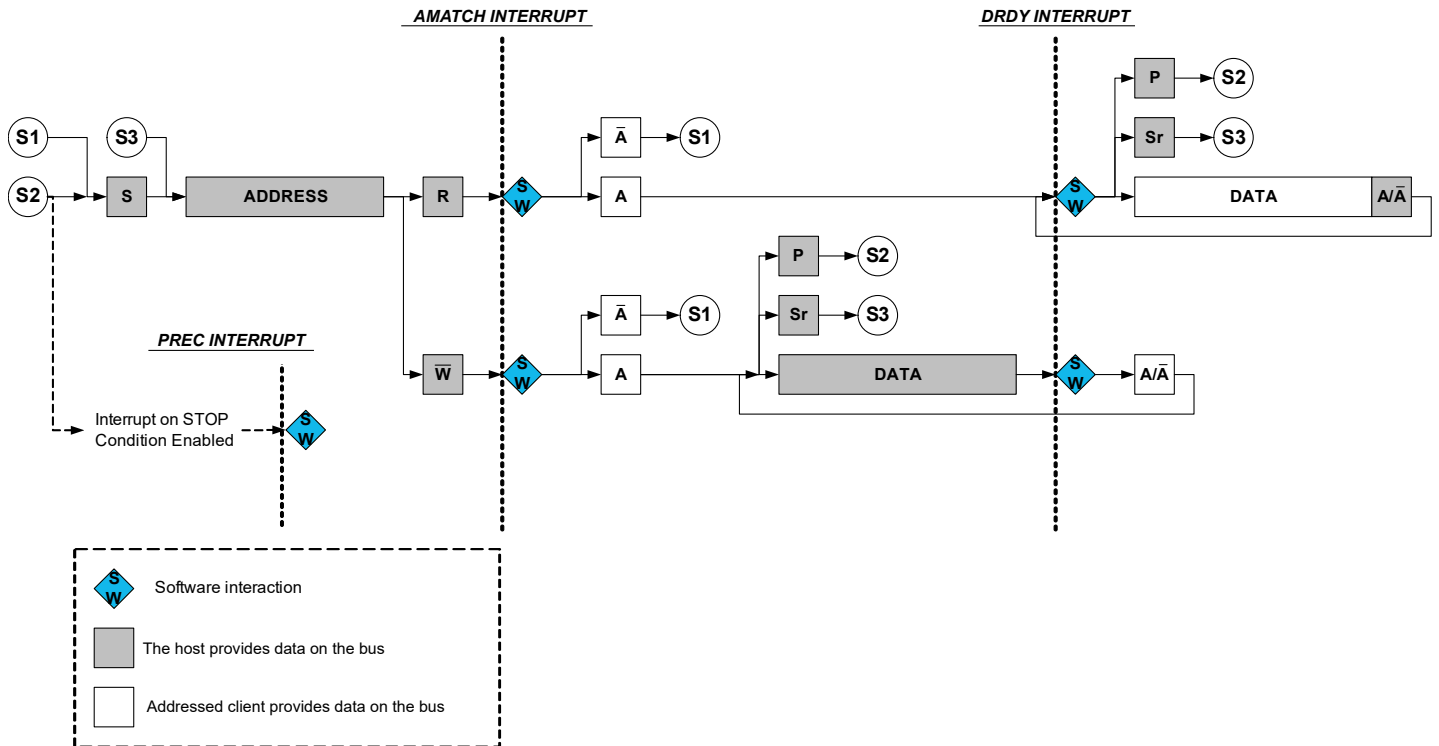 AMATCH INTERRUPT
DRDY INTERRUPT
P
S2
S1
S3
A̅
S1
Sr
S3
S2
S
ADDRESS
R
S
W
A
S
W
DATA
A/A̅
P
S2
A̅
S1
Sr
S3
PREC INTERRUPT
W̅
S
W
A
DATA
S
W
A/A̅
Interrupt on STOP
Condition Enabled
S
W
S
W
Software interaction
The host provides data on the bus
Addressed client provides data on the bus